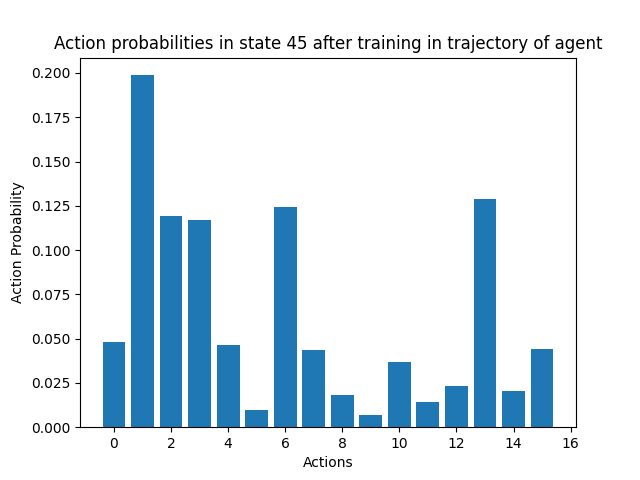 Action probabilities in state 45 after training in trajectory of agent
0.200
0.175
0.150
0.125
0.100
0.075
0.050
0.025
0.000
Action Probability
0 2 4 6 8 10 12 14 16
Actions